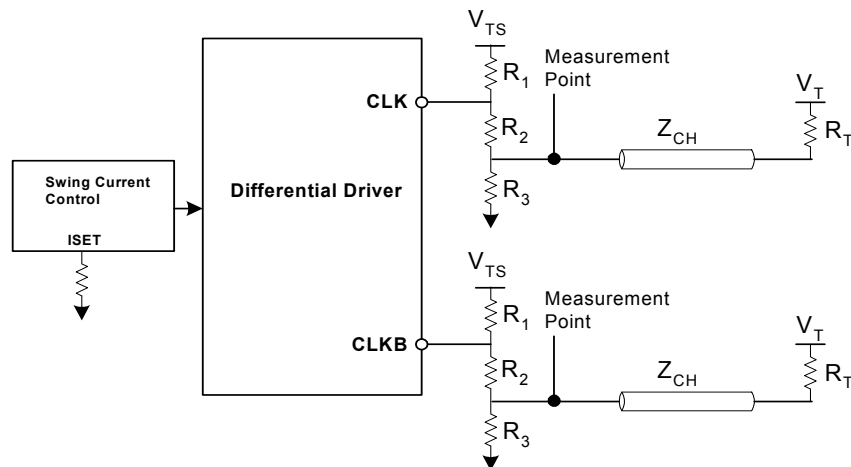 V_TS
R_1
Measurement
Point
CLK
R_2
Z_CH
V_T
R_T
R_3
Swing Current
Control
ISET
Differential Driver
V_TS
R_1
Measurement
Point
CLKB
R_2
Z_CH
V_T
R_T
R_3